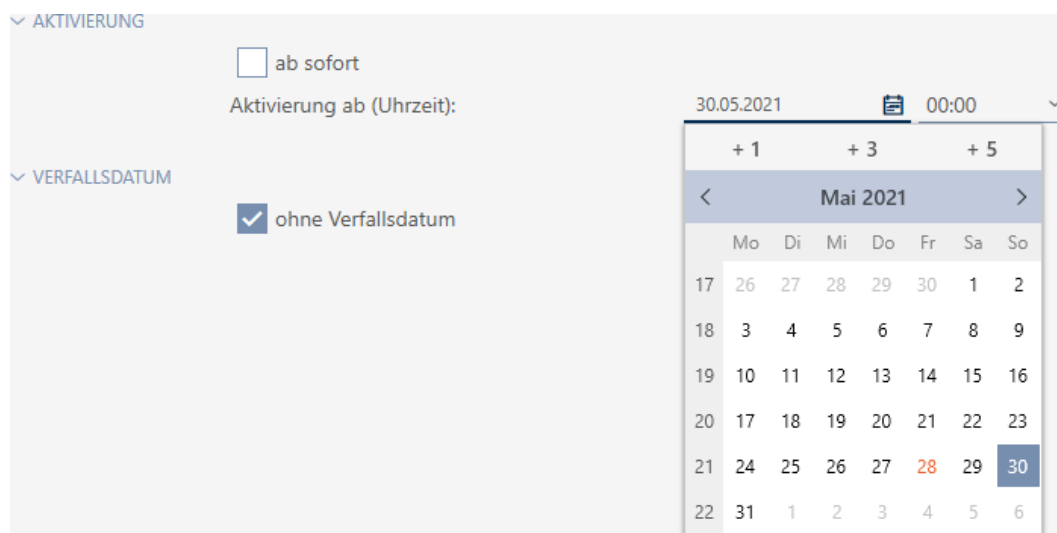 AKTIVIERUNG
ab sofort
Aktivierung ab (Uhrzeit): 30.05.2021 00:00
+ 1 + 3 + 5
VERFALLSDATUM
Mai 2021
ohne Verfallsdatum
Mo Di Mi Do Fr Sa So
17 26 27 28 29 30 1 2
18 3 4 5 6 7 8 9
19 10 11 12 13 14 15 16
20 17 18 19 20 21 22 23
21 24 25 26 27 28 29 30
22 31 1 2 3 4 5 6